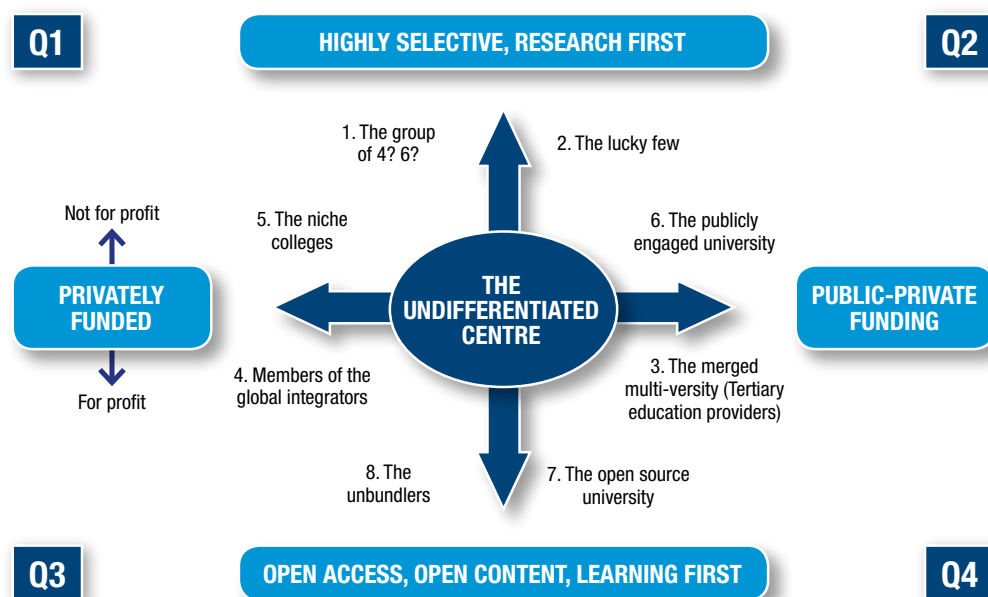 Q1
HIGHLY SELECTIVE, RESEARCH FIRST
Q2
1. The group
of 4? 6?
2. The lucky few
Not for profit
5. The niche
colleges
6. The publicly
engaged university
PRIVATELY
FUNDED
THE
UNDIFFERENTIATED
CENTRE
PUBLIC-PRIVATE
FUNDING
For profit
4. Members of the
global integrators
3. The merged
multi-versity (Tertiary
education providers)
8. The
unbundlers
7. The open source
university
Q3
OPEN ACCESS, OPEN CONTENT, LEARNING FIRST
Q4